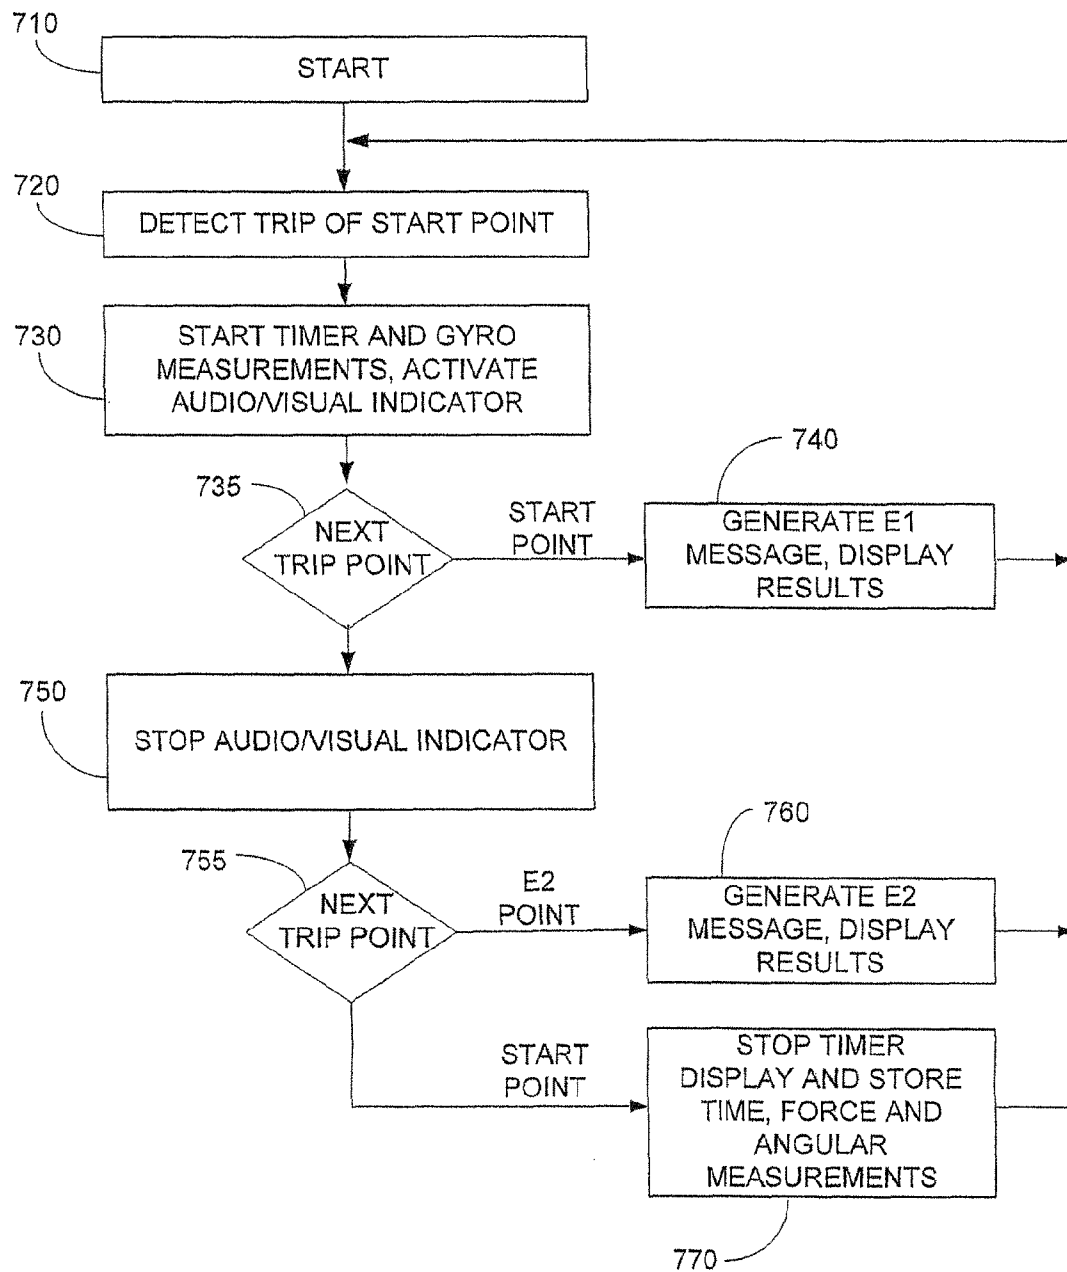 710
START
720
DETECT TRIP OF START POINT
730
START TIMER AND GYRO
MEASUREMENTS, ACTIVATE
AUDIO/VISUAL INDICATOR
735
NEXT
TRIP POINT
START
POINT
740
GENERATE E1
MESSAGE, DISPLAY
RESULTS
750
STOP AUDIO/VISUAL INDICATOR
755
NEXT
TRIP POINT
E2
POINT
760
GENERATE E2
MESSAGE, DISPLAY
RESULTS
START
POINT
STOP TIMER
DISPLAY AND STORE
TIME, FORCE AND
ANGULAR
MEASUREMENTS
770